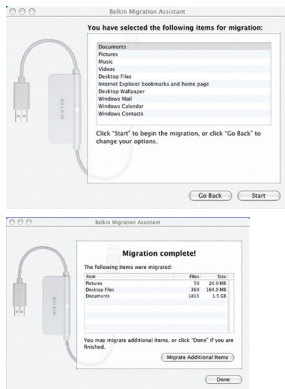 Belkin Migration Assistant
You have selected the following items for migration:
Documents
Pictures
Music
Videos
Desktop Files
Internet Explorer bookmarks and home page
Desktop Wallpaper
Windows Mail
Windows Calendar
Windows Contacts
BELKIN
Click "Start" to begin the migration, or click "Go Back" to
change your options.
Go Back Start
Belkin Migration Assistant
Migration complete!
The following items were migrated:
Item Files Size
Pictures 59 20.0 MB
Desktop Files 360 164.0 MB
Documents 1813 1.5 GB
BELKIN
You may migrate additional items, or click "Done" if you are
finished.
Migrate Additional Items
Done